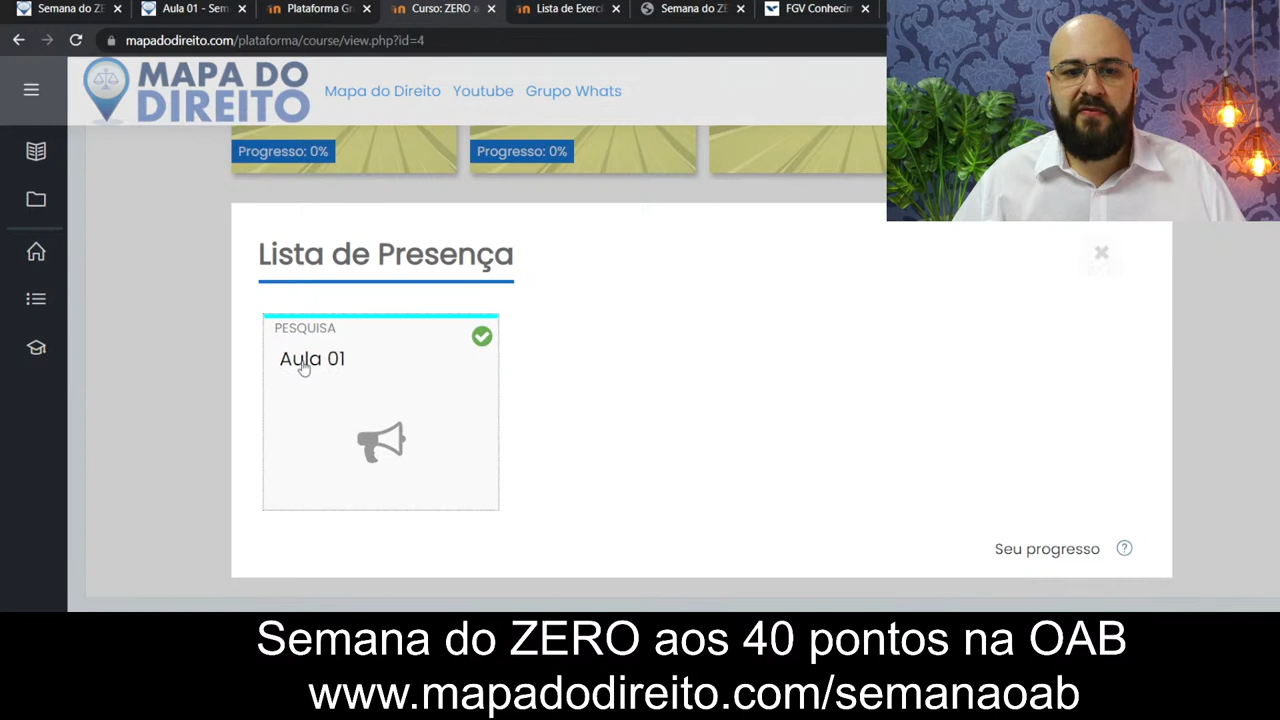 Semana do ZE
Aula 01 - Sem
Plataforma Gr
Curso: ZERO a
Lista de Exerc
Semana do ZE
FGV Conhecim
mapadodireito.com/plataforma/course/view.php?id=4
MAPA DO
DIREITO
Mapa do Direito Youtube Grupo Whats
Progresso: 0%
Progresso: 0%
Lista de Presença
PESQUISA
Aula 01
Seu progresso
Semana do ZERO aos 40 pontos na OAB
www.mapadodireito.com/semanaoab